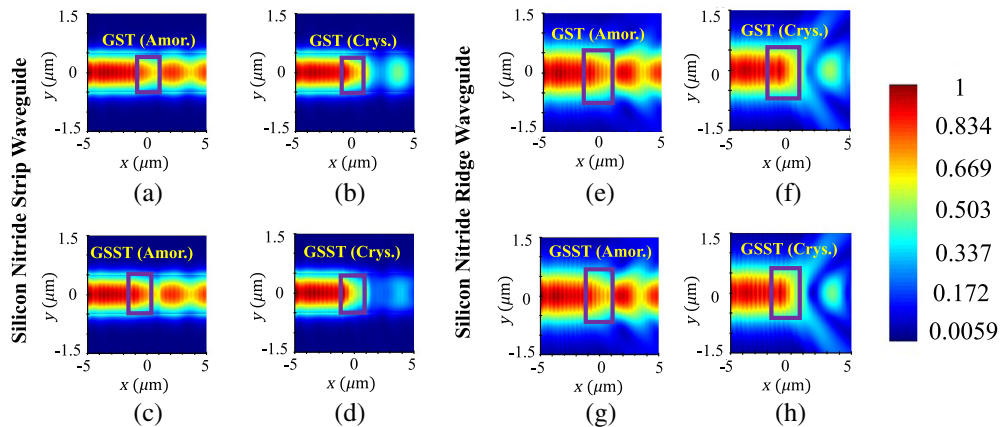 Silicon Nitride Strip Waveguide
1.5
0
-1.5
y (μm)
GST (Amor.)
-5
0
5
x (μm)
(a)
1.5
0
-1.5
y (μm)
GST (Crys.)
-5
0
5
x (μm)
(b)
1.5
0
-1.5
y (μm)
GSST (Amor.)
-5
0
5
x (μm)
(c)
1.5
0
-1.5
y (μm)
GSST (Crys.)
-5
0
5
x (μm)
(d)
Silicon Nitride Ridge Waveguide
1.5
0
-1.5
y (μm)
GST (Amor.)
-5
0
5
x (μm)
(e)
1.5
0
-1.5
y (μm)
GST (Crys.)
-5
0
5
x (μm)
(f)
1.5
0
-1.5
y (μm)
GSST (Amor.)
-5
0
5
x (μm)
(g)
1.5
0
-1.5
y (μm)
GSST (Crys.)
-5
0
5
x (μm)
(h)
1
0.834
0.669
0.503
0.337
0.172
0.0059